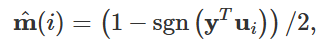 m̂(i) = (1 − sgn (yᵀuᵢ)) /2,